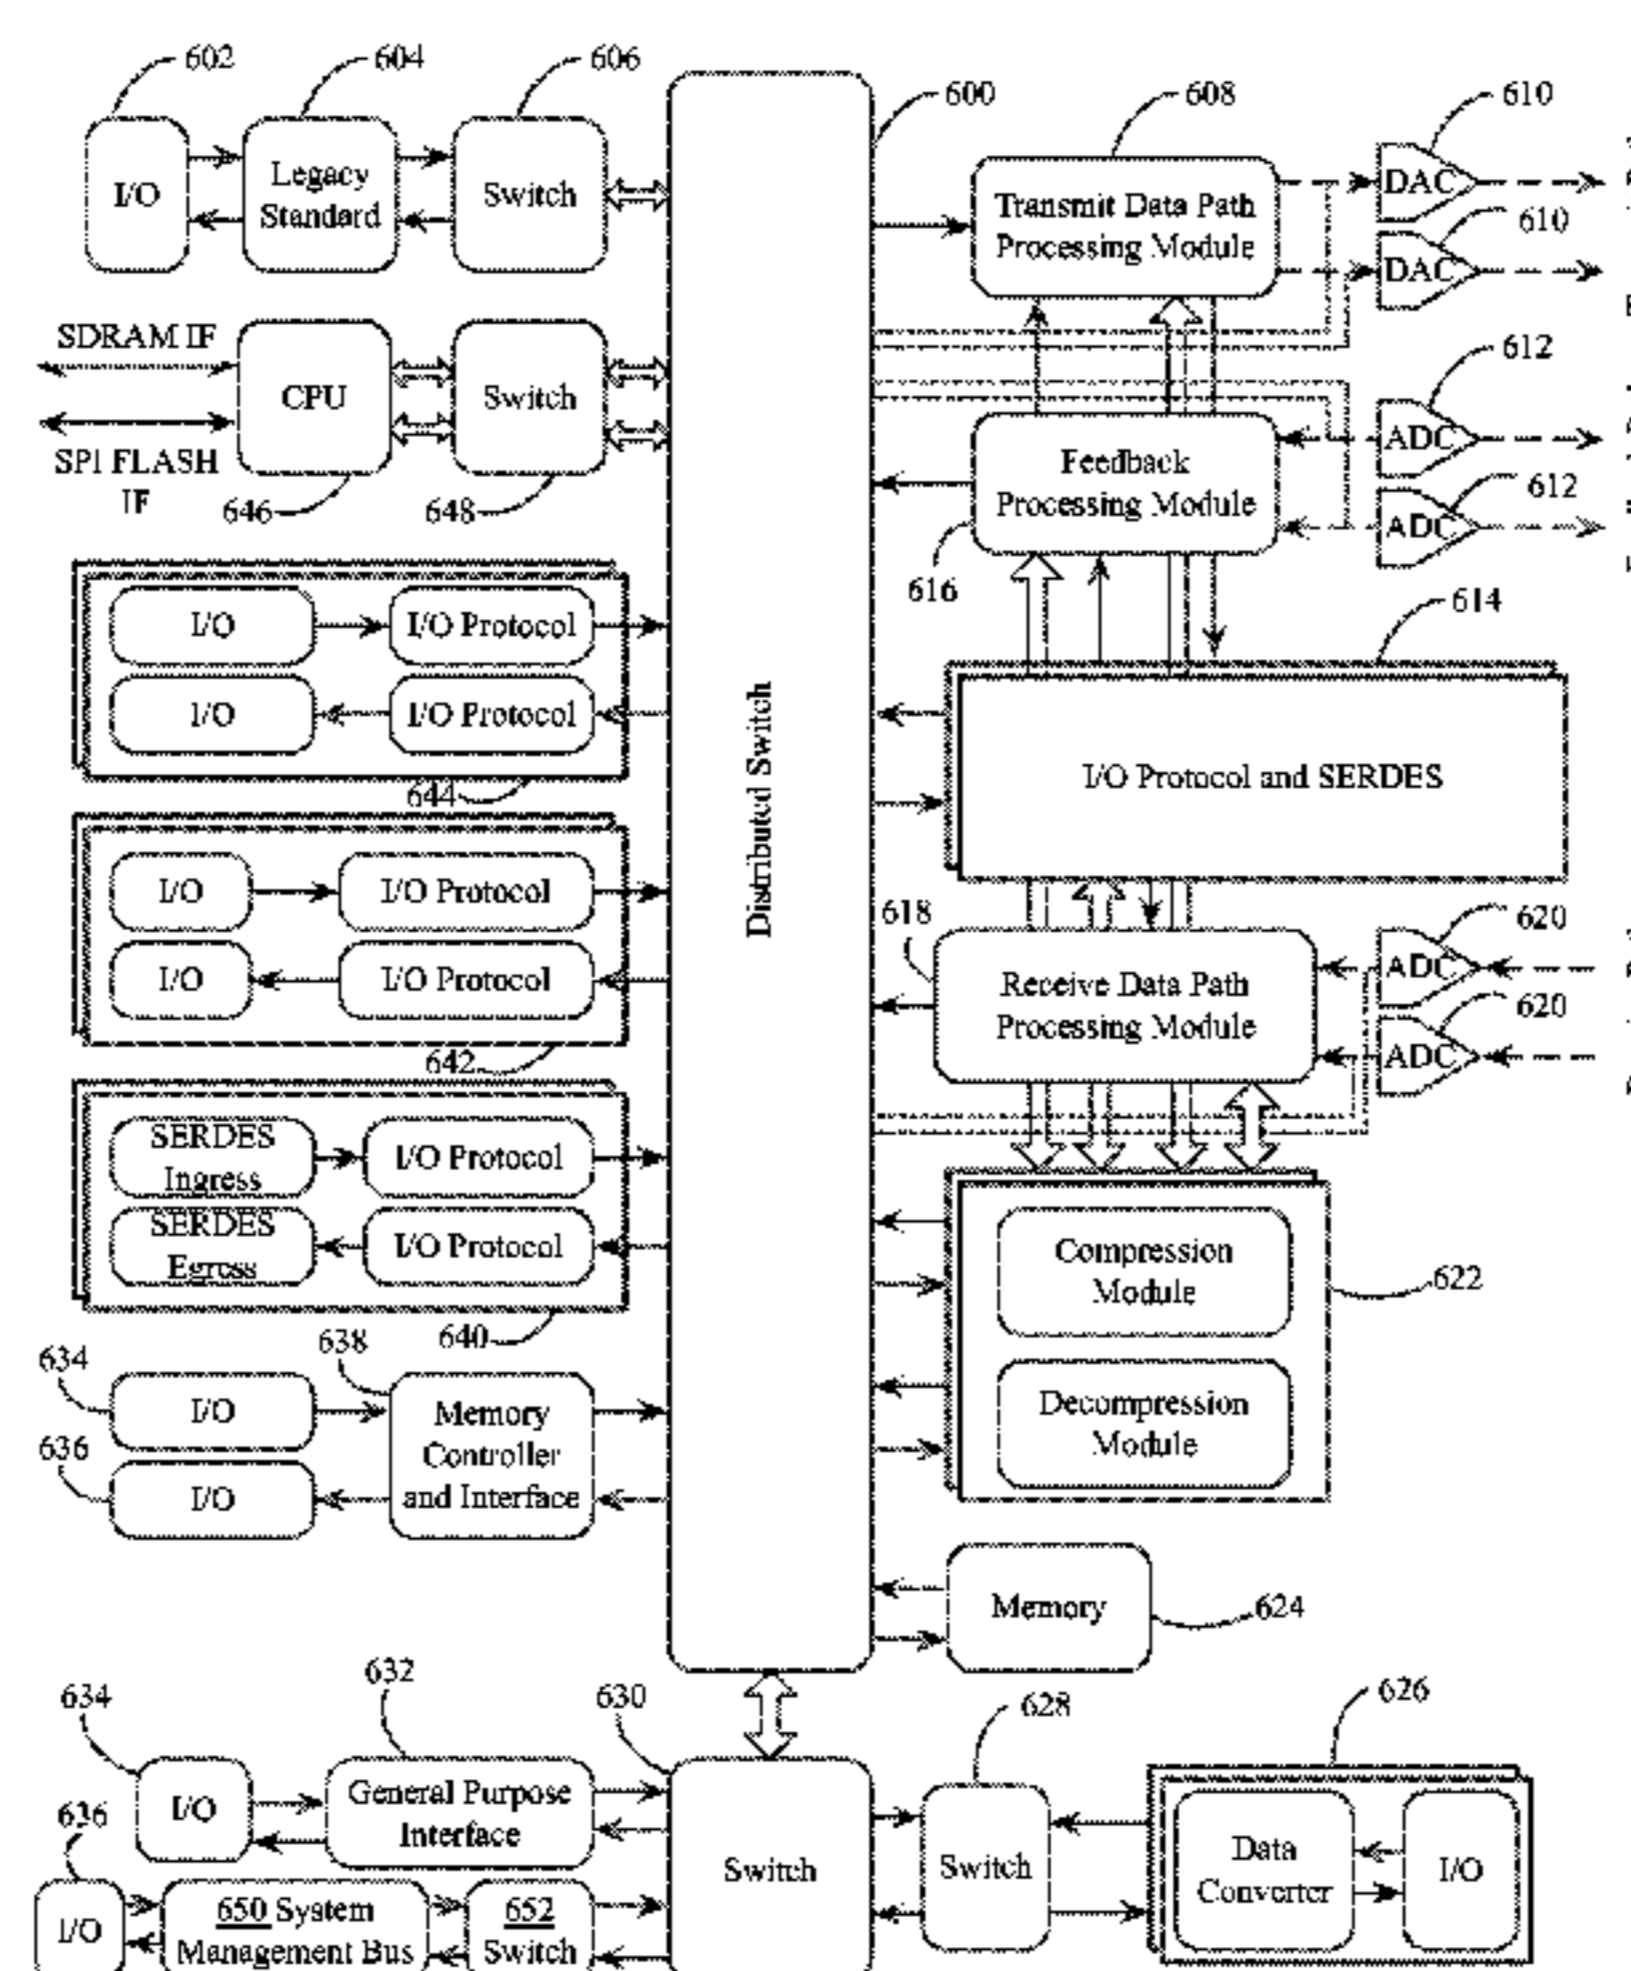 602
604
606
600
608
610
I/O
Legacy
Standard
Switch
Transmit Data Path
Processing Module
DAC
610
DAC
SDRAM IF
CPU
Switch
SPI FLASH
IF
646
648
612
ADC
Feedback
Processing Module
612
ADC
616
614
I/O
I/O Protocol
I/O
I/O Protocol
644
Distributed Switch
I/O Protocol and SERDES
I/O
I/O Protocol
I/O
I/O Protocol
642
618
620
ADC
Receive Data Path
Processing Module
620
ADC
SERDES
Ingress
I/O Protocol
SERDES
Egress
I/O Protocol
640
Compression
Module
622
Decompression
Module
634
638
I/O
Memory
Controller
and Interface
636
I/O
Memory
624
634
632
630
628
626
I/O
General Purpose
Interface
636
I/O
650 System
Management Bus
652
Switch
Switch
Switch
Data
Converter
I/O